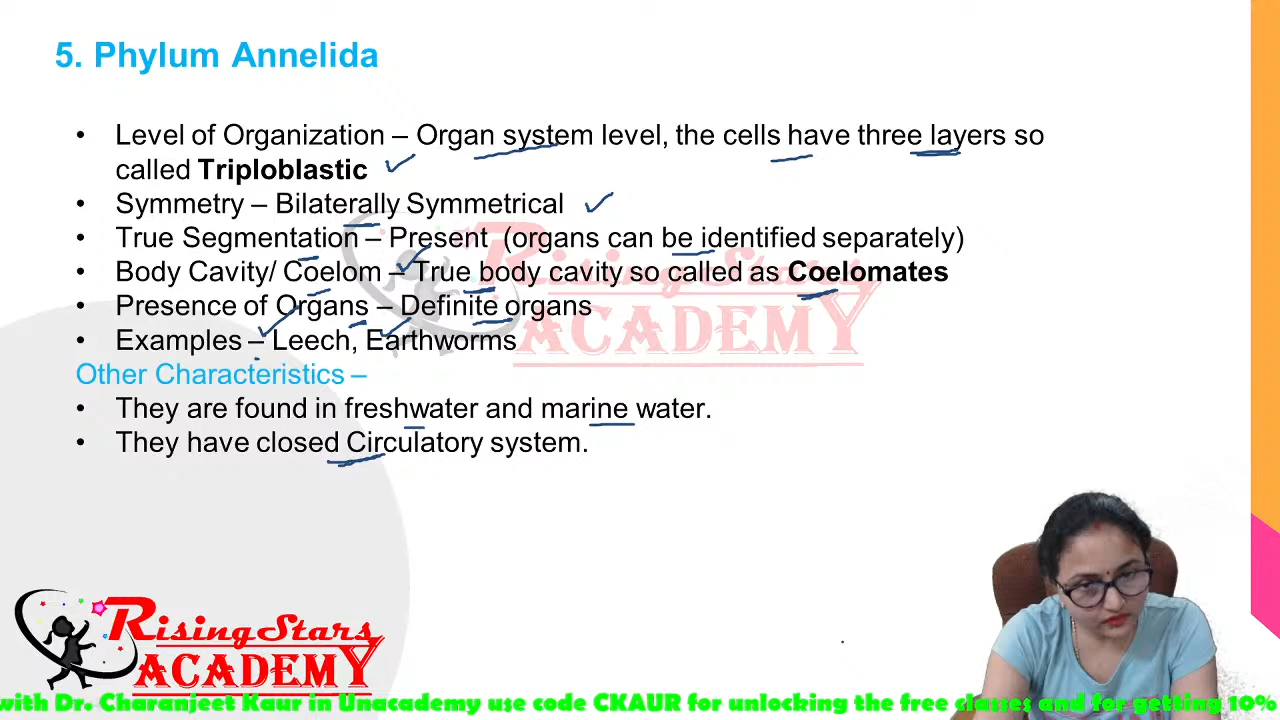 5. Phylum Annelida
• Level of Organization – Organ system level, the cells have three layers so
called Triploblastic
• Symmetry – Bilaterally Symmetrical
• True Segmentation – Present (organs can be identified separately)
• Body Cavity/ Coelom – True body cavity so called as Coelomates
• Presence of Organs – Definite organs
• Examples – Leech, Earthworms
Other Characteristics –
• They are found in freshwater and marine water.
• They have closed Circulatory system.
Rising Stars
ACADEMY
Rising Stars
ACADEMY
with Dr. Charanjeet Kaur in Unacademy use code CKAUR for unlocking the free classes and for getting 10%